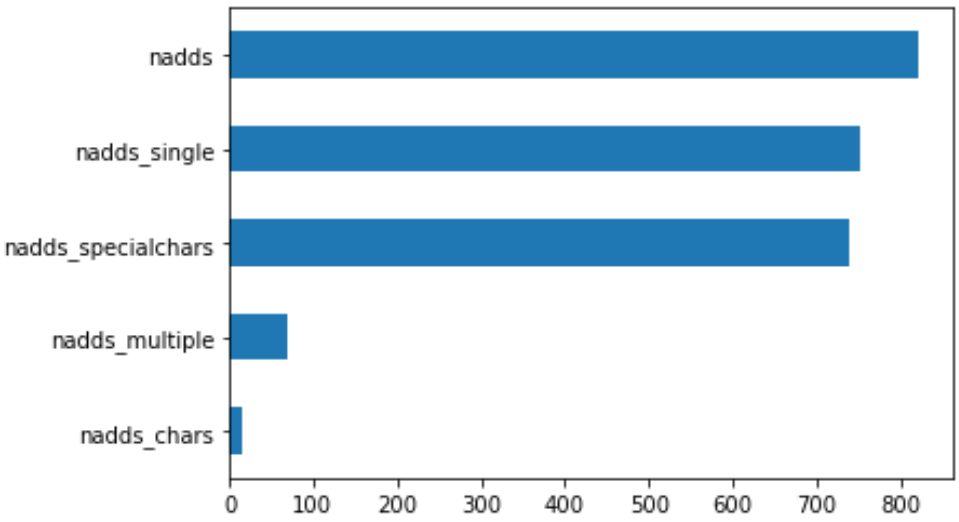 nadds
nadds_single
nadds_specialchars
nadds_multiple
nadds_chars
0 100 200 300 400 500 600 700 800